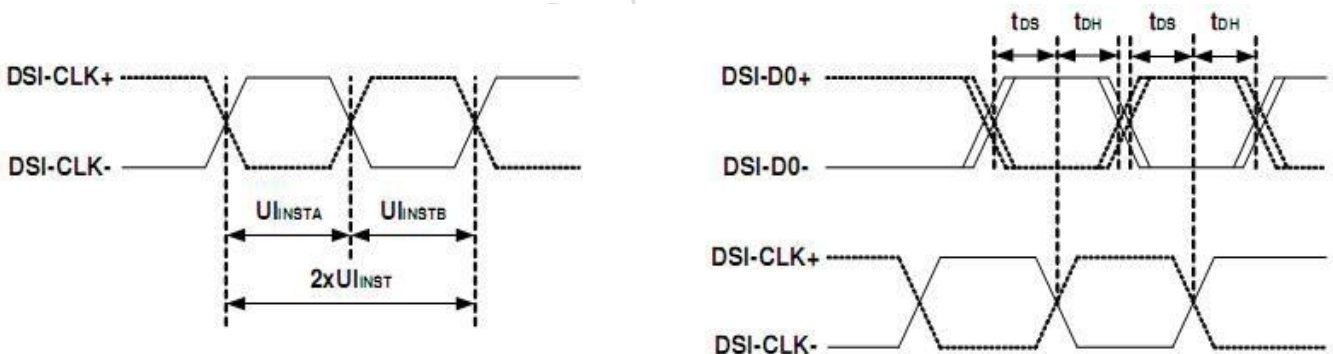 DSI-CLK+
DSI-CLK-
UIINSTA
UIINSTB
2xUIINST
tDS
tDH
tDS
tDH
DSI-D0+
DSI-D0-
DSI-CLK+
DSI-CLK-